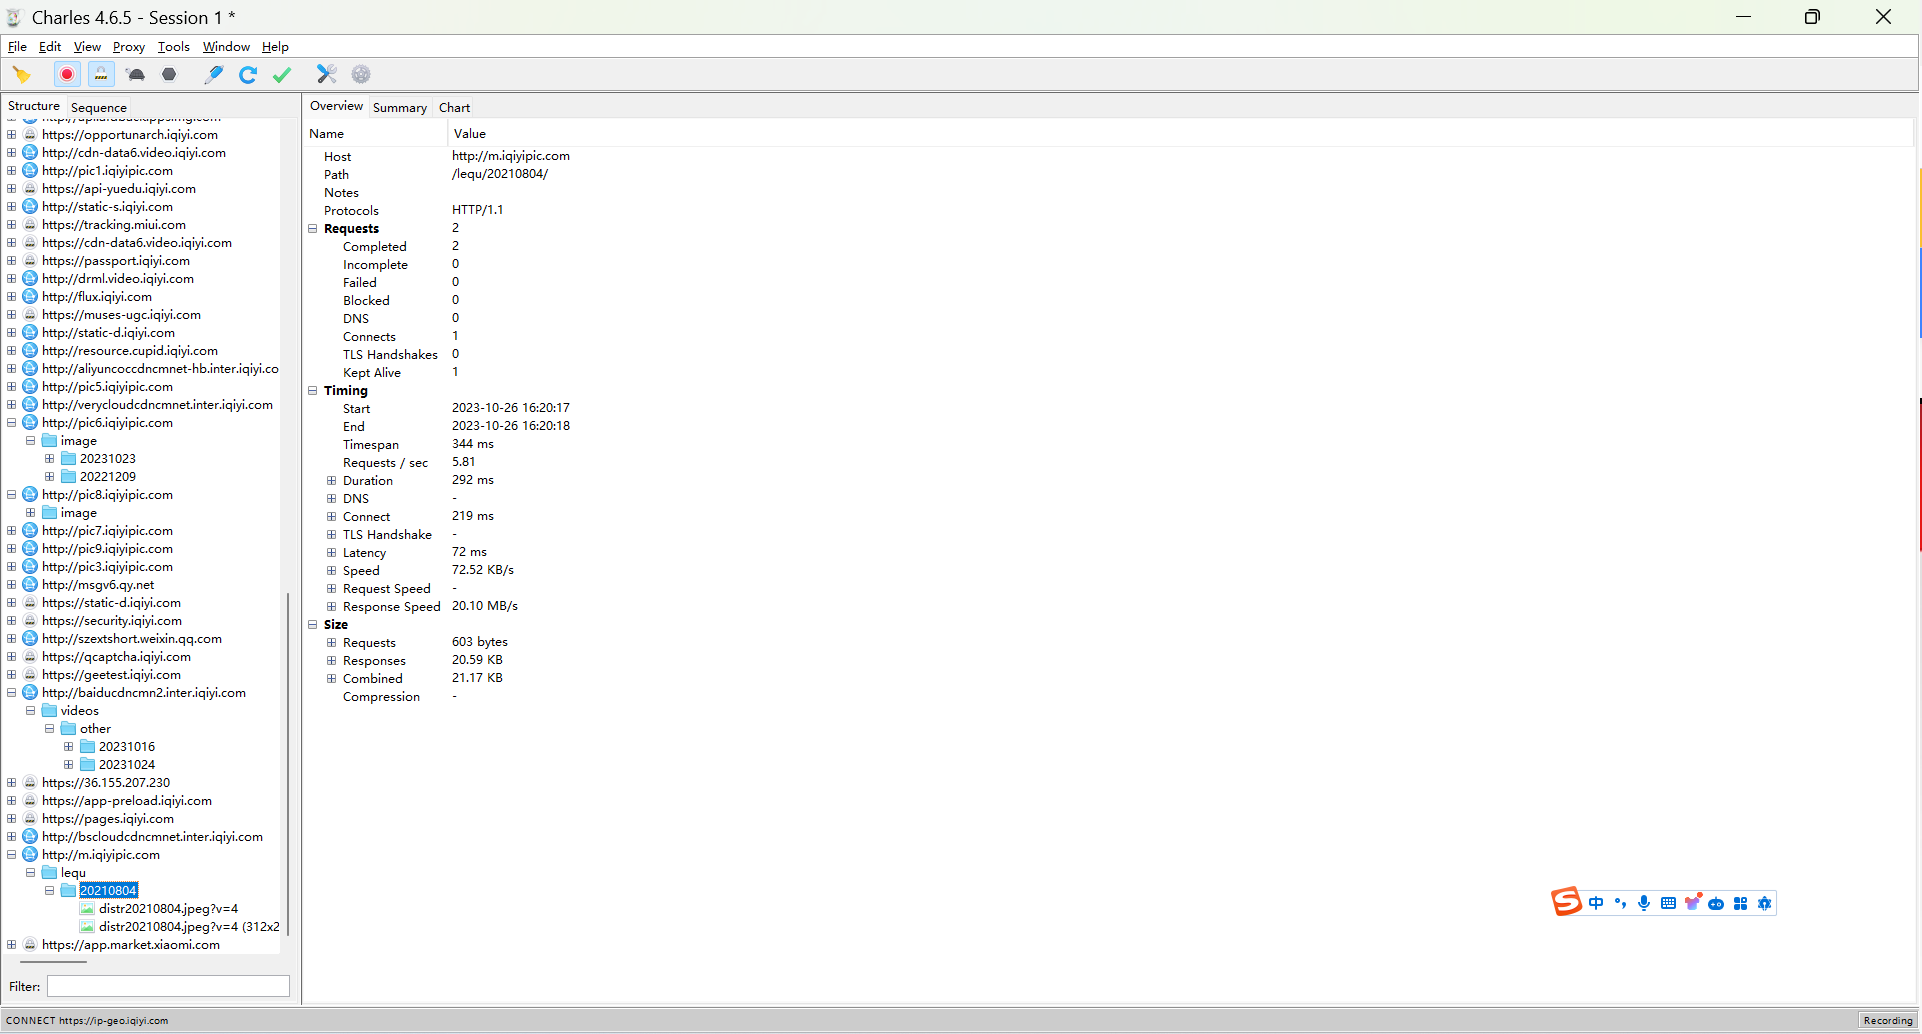 Charles 4.6.5 - Session 1 *
File Edit View Proxy Tools Window Help
Structure Sequence
https://opportunarch.iqiyi.com
http://cdn-data6.video.iqiyi.com
http://pic1.iqiyipic.com
https://api-yuedu.iqiyi.com
http://static-s.iqiyi.com
https://tracking.miui.com
https://cdn-data6.video.iqiyi.com
https://passport.iqiyi.com
http://drml.video.iqiyi.com
http://flux.iqiyi.com
https://muses-ugc.iqiyi.com
http://static-d.iqiyi.com
http://resource.cupid.iqiyi.com
http://aliyuncoccdncmnet-hb.inter.iqiyi.co
http://pic5.iqiyipic.com
http://verycloudcdncmnet.inter.iqiyi.com
http://pic6.iqiyipic.com
image
20231023
20221209
http://pic8.iqiyipic.com
image
http://pic7.iqiyipic.com
http://pic9.iqiyipic.com
http://pic3.iqiyipic.com
http://msgv6.qy.net
https://static-d.iqiyi.com
https://security.iqiyi.com
http://szextshort.weixin.qq.com
https://qcaptcha.iqiyi.com
https://geetest.iqiyi.com
http://baiducdncmn2.inter.iqiyi.com
videos
other
20231016
20231024
https://36.155.207.230
https://app-preload.iqiyi.com
https://pages.iqiyi.com
http://bscloudcdncmnet.inter.iqiyi.com
http://m.iqiyipic.com
lequ
20210804
distr20210804.jpeg?v=4
distr20210804.jpeg?v=4 (312x2
https://app.market.xiaomi.com
Filter:
Overview Summary Chart
Name Value
Host http://m.iqiyipic.com
Path /lequ/20210804/
Notes
Protocols HTTP/1.1
Requests 2
Completed 2
Incomplete 0
Failed 0
Blocked 0
DNS 0
Connects 1
TLS Handshakes 0
Kept Alive 1
Timing
Start 2023-10-26 16:20:17
End 2023-10-26 16:20:18
Timespan 344 ms
Requests / sec 5.81
Duration 292 ms
DNS -
Connect 219 ms
TLS Handshake -
Latency 72 ms
Speed 72.52 KB/s
Request Speed -
Response Speed 20.10 MB/s
Size
Requests 603 bytes
Responses 20.59 KB
Combined 21.17 KB
Compression -
S 中
CONNECT https://ip-geo.iqiyi.com
Recording